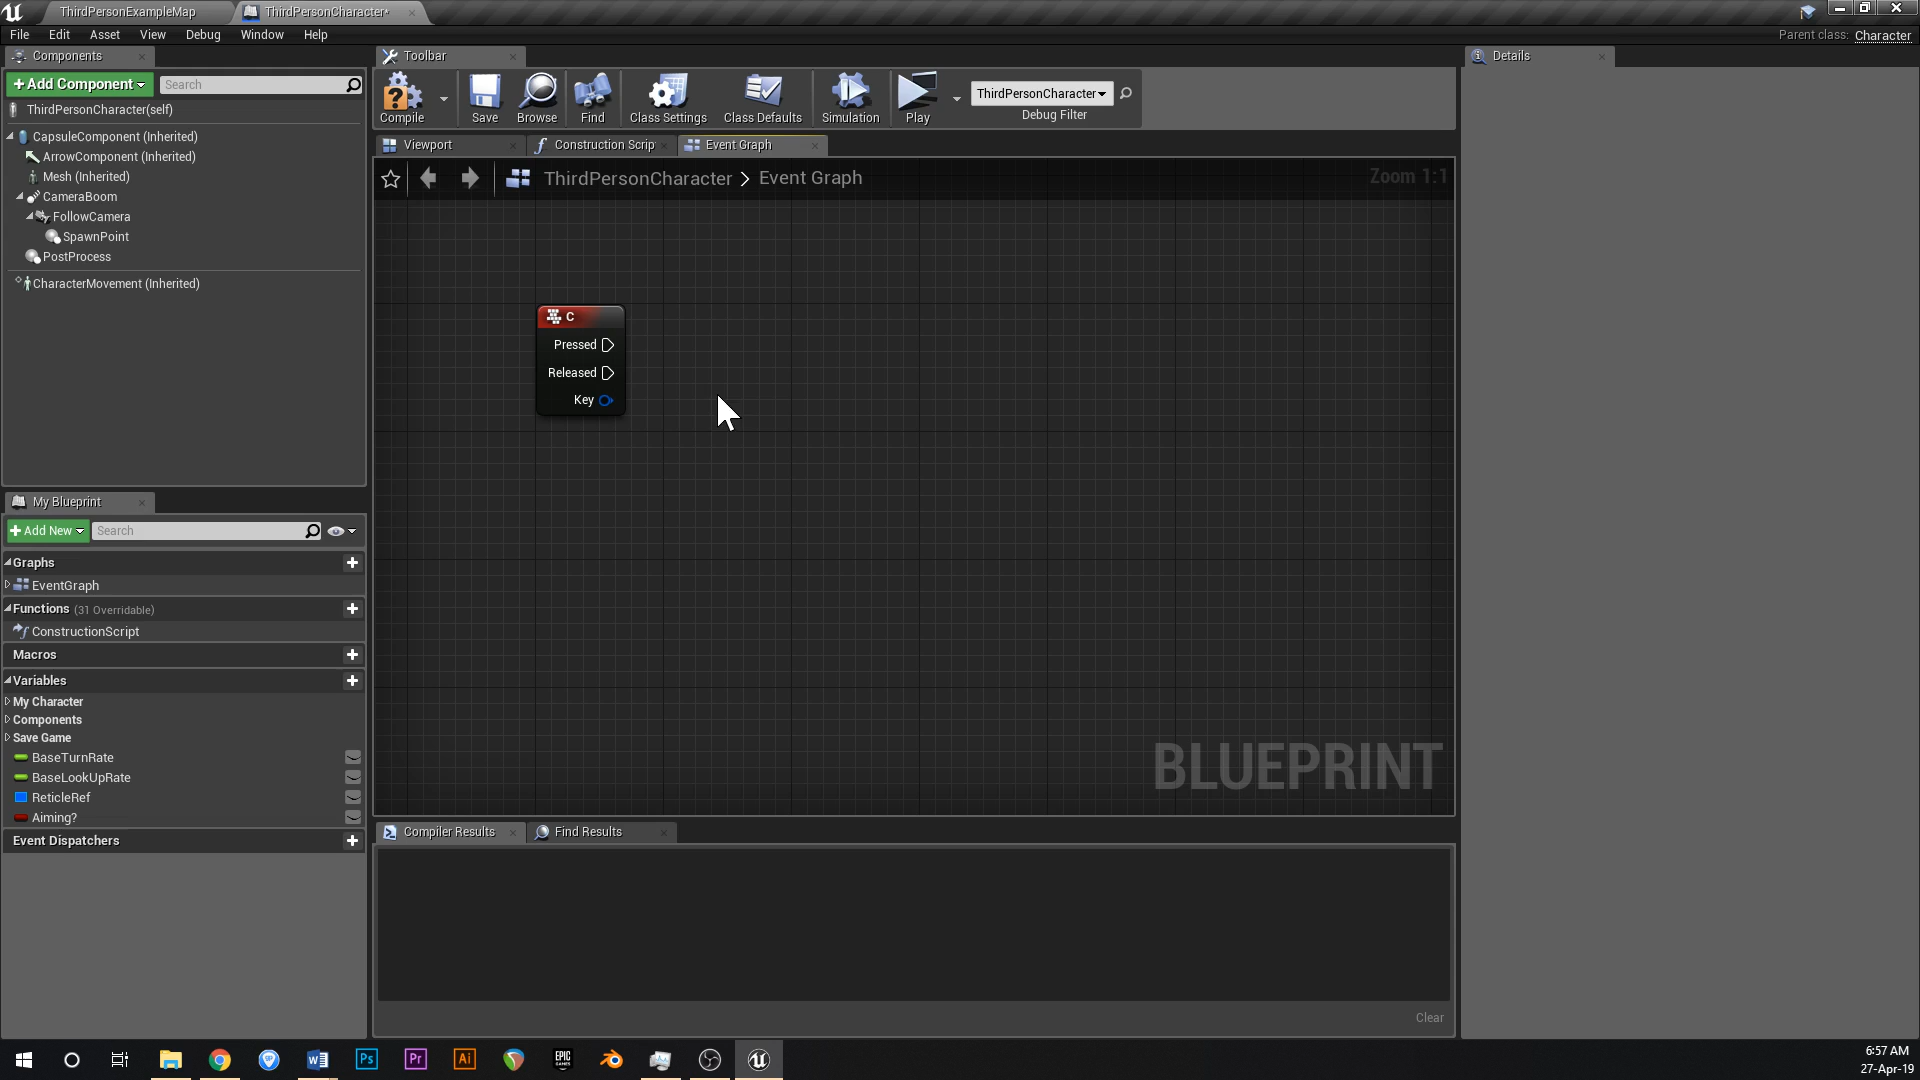 ThirdPersonExampleMap
ThirdPersonCharacter*
File Edit Asset View Debug Window Help
Parent class: Character
Components
+ Add Component
Search
ThirdPersonCharacter(self)
CapsuleComponent (Inherited)
ArrowComponent (Inherited)
Mesh (Inherited)
CameraBoom
FollowCamera
SpawnPoint
PostProcess
CharacterMovement (Inherited)
My Blueprint
+ Add New
Search
Graphs
EventGraph
Functions (31 Overridable)
ConstructionScript
Macros
Variables
My Character
Components
Save Game
BaseTurnRate
BaseLookUpRate
ReticleRef
Aiming?
Event Dispatchers
Toolbar
Compile
Save
Browse
Find
Class Settings
Class Defaults
Simulation
Play
ThirdPersonCharacter
Debug Filter
Viewport
Construction Scrip
Event Graph
ThirdPersonCharacter > Event Graph
Zoom 1:1
C
Pressed
Released
Key
BLUEPRINT
Compiler Results
Find Results
Clear
Details
Ps
Pr
Ai
EPIC
GAMES
6:57 AM
27-Apr-19